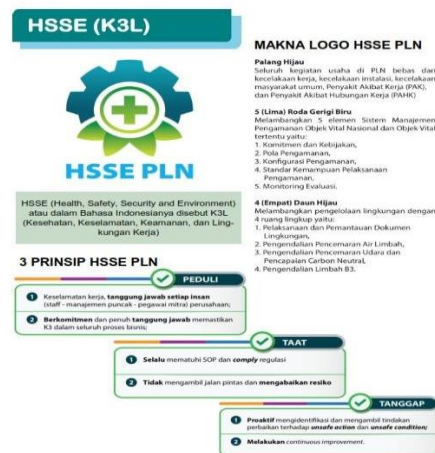 HSSE (K3L)
HSSE PLN
HSSE (Health, Safety, Security and Environment)
atau dalam Bahasa Indonesianya disebut K3L
(Kesehatan, Keselamatan, Keamanan, dan Ling-
kungan Kerja)
MAKNA LOGO HSSE PLN
Palang Hijau
Seluruh kegiatan usaha di PLN bebas dari
kecelakaan kerja, kecelakaan instalasi, kecelakaan
masyarakat umum, Penyakit Akibat Kerja (PAK),
dan Penyakit Akibat Hubungan Kerja (PAHK)
5 (Lima) Roda Gerigi Biru
Melambangkan 5 elemen Sistem Manajemen
Pengamanan Objek Vital Nasional dan Objek Vital
tertentu yaitu:
1. Komitmen dan Kebijakan,
2. Pola Pengamanan,
3. Konfigurasi Pengamanan,
4. Standar Kemampuan Pelaksanaan
Pengamanan,
5. Monitoring Evaluasi.
4 (Empat) Daun Hijau
Melambangkan pengelolaan lingkungan dengan
4 ruang lingkup yaitu:
1. Pelaksanaan dan Pemantauan Dokumen
Lingkungan,
2. Pengendalian Pencemaran Air Limbah,
3. Pengendalian Pencemaran Udara dan
Pencapaian Carbon Neutral,
4. Pengendalian Limbah B3.
3 PRINSIP HSSE PLN
PEDULI
1 Keselamatan kerja, tanggung jawab setiap insan
(staff - manajemen puncak - pegawai mitra) perusahaan;
2 Berkomitmen dan penuh tanggung jawab memastikan
K3 dalam seluruh proses bisnis;
TAAT
1 Selalu mematuhi SOP dan comply regulasi
2 Tidak mengambil jalan pintas dan mengabaikan resiko
TANGGAP
1 Proaktif mengidentifikasi dan mengambil tindakan
perbaikan terhadap unsafe action dan unsafe condition;
2 Melakukan continuous improvement.